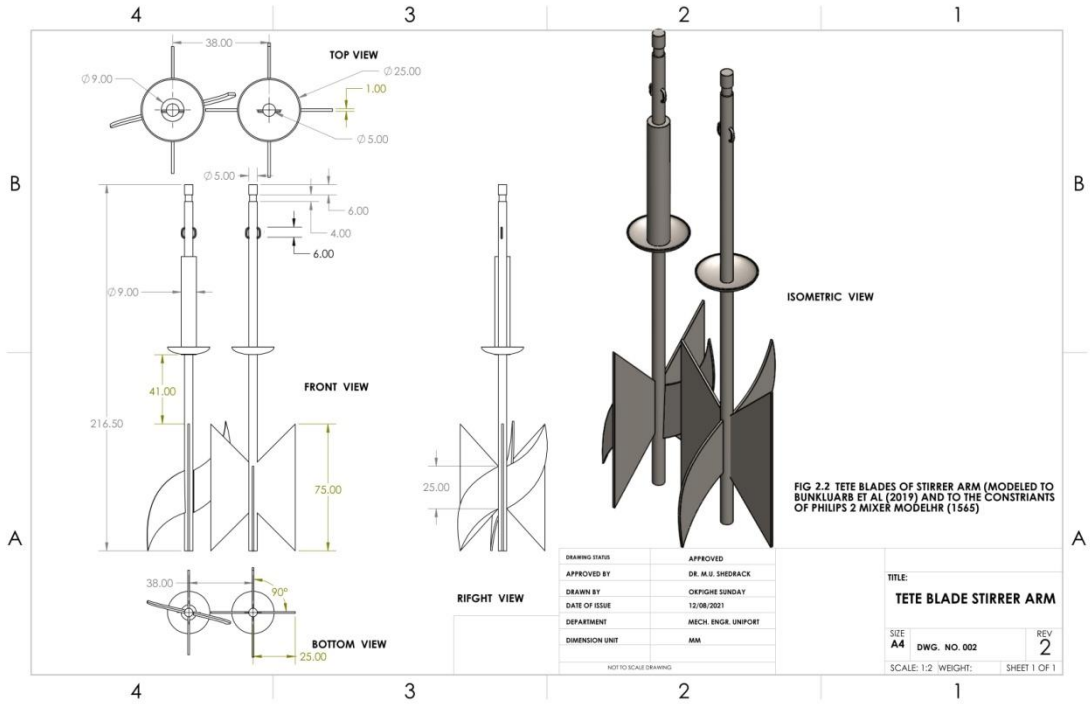 4 3 2 1
B
A
B
A
38.00
TOP VIEW
Ø9.00
Ø25.00
1.00
Ø5.00
Ø5.00
6.00
4.00
6.00
Ø9.00
ISOMETRIC VIEW
FRONT VIEW
41.00
216.50
75.00
25.00
FIG 2.2 TETE BLADES OF STIRRER ARM (MODELED TO
BUNKLUARB ET AL (2019) AND TO THE CONSTRIANTS
OF PHILIPS 2 MIXER MODELHR (1565)
38.00
90°
BOTTOM VIEW
25.00
RIFGHT VIEW
DRAWING STATUS APPROVED
APPROVED BY DR. M.U. SHEDRACK
DRAWN BY OKPIGHE SUNDAY
DATE OF ISSUE 12/08/2021
DEPARTMENT MECH. ENGR. UNIPORT
DIMENSION UNIT MM
NOT TO SCALE DRAWING
TITLE:
TETE BLADE STIRRER ARM
SIZE
A4 DWG. NO. 002
REV
2
SCALE: 1:2 WEIGHT: SHEET 1 OF 1
4 3 2 1